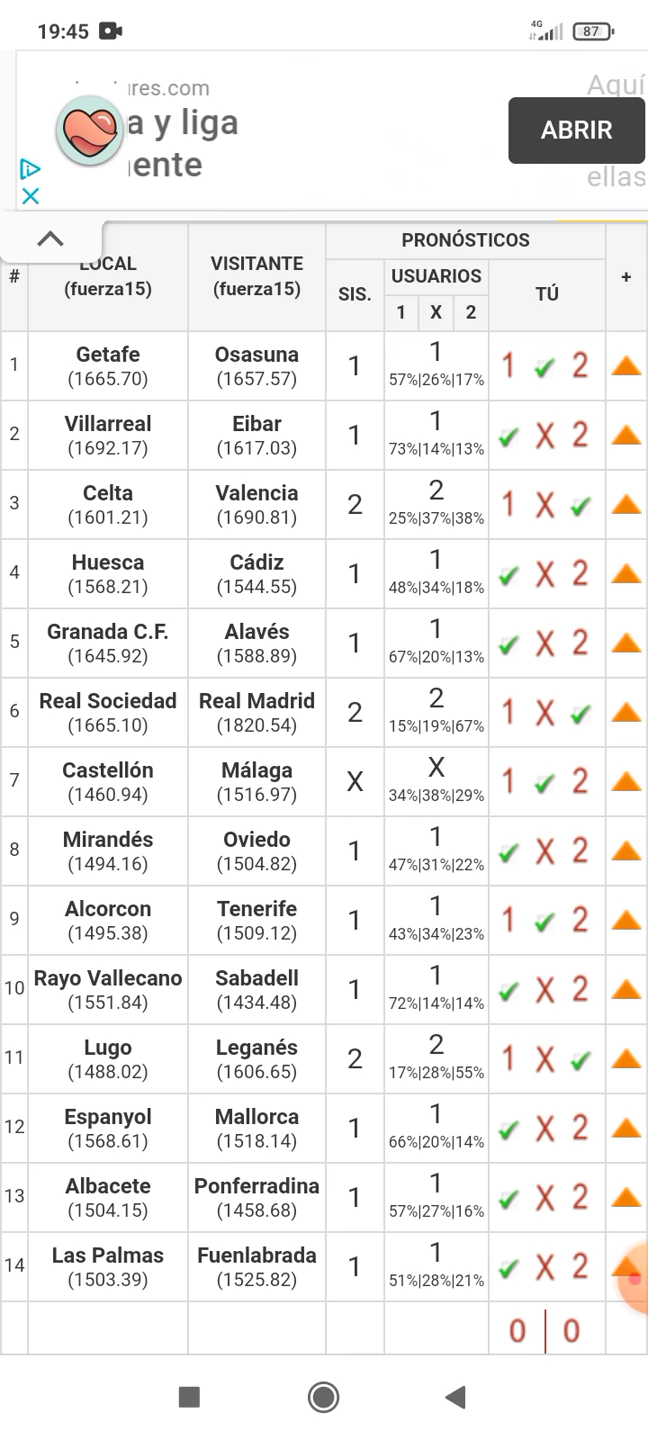 19:45
4G
87
ures.com
Aquí
a y liga
ABRIR
ente
ellas
PRONÓSTICOS
# LOCAL VISITANTE USUARIOS TÚ +
(fuerza15) (fuerza15) SIS.
1 X 2
1 Getafe Osasuna 1 1 1 2
(1665.70) (1657.57) 57%|26%|17%
2 Villarreal Eibar 1 1 X 2
(1692.17) (1617.03) 73%|14%|13%
3 Celta Valencia 2 2 1 X
(1601.21) (1690.81) 25%|37%|38%
4 Huesca Cádiz 1 1 X 2
(1568.21) (1544.55) 48%|34%|18%
5 Granada C.F. Alavés 1 1 X 2
(1645.92) (1588.89) 67%|20%|13%
6 Real Sociedad Real Madrid 2 2 1 X
(1665.10) (1820.54) 15%|19%|67%
7 Castellón Málaga X X 1 2
(1460.94) (1516.97) 34%|38%|29%
8 Mirandés Oviedo 1 1 X 2
(1494.16) (1504.82) 47%|31%|22%
9 Alcorcon Tenerife 1 1 1 2
(1495.38) (1509.12) 43%|34%|23%
10 Rayo Vallecano Sabadell 1 1 X 2
(1551.84) (1434.48) 72%|14%|14%
11 Lugo Leganés 2 2 1 X
(1488.02) (1606.65) 17%|28%|55%
12 Espanyol Mallorca 1 1 X 2
(1568.61) (1518.14) 66%|20%|14%
13 Albacete Ponferradina 1 1 X 2
(1504.15) (1458.68) 57%|27%|16%
14 Las Palmas Fuenlabrada 1 1 X 2
(1503.39) (1525.82) 51%|28%|21%
0 | 0